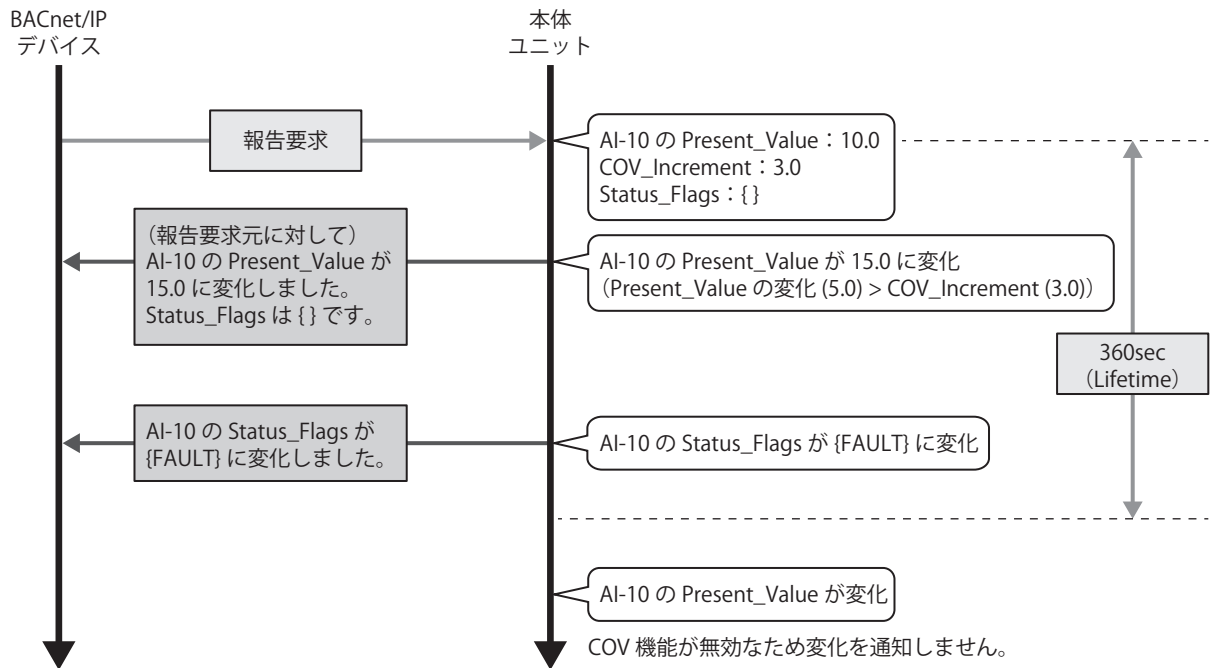 BACnet/IP
デバイス
本体
ユニット
報告要求
AI-10 の Present_Value：10.0
COV_Increment：3.0
Status_Flags：{ }
（報告要求元に対して）
AI-10 の Present_Value が
15.0 に変化しました。
Status_Flags は { } です。
AI-10 の Present_Value が 15.0 に変化
（Present_Value の変化 (5.0) > COV_Increment (3.0)）
360sec
（Lifetime）
AI-10 の Status_Flags が
{FAULT} に変化しました。
AI-10 の Status_Flags が {FAULT} に変化
AI-10 の Present_Value が変化
COV 機能が無効なため変化を通知しません。